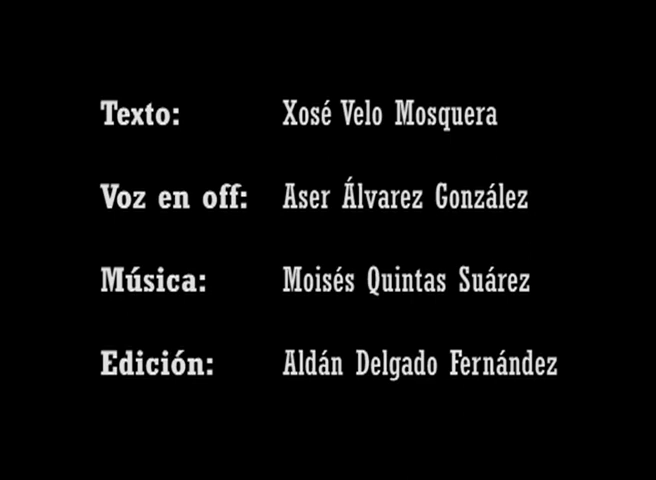 Texto: Xosé Velo Mosquera
Voz en off: Aser Álvarez González
Música: Moisés Quintas Suárez
Edición: Aldán Delgado Fernández